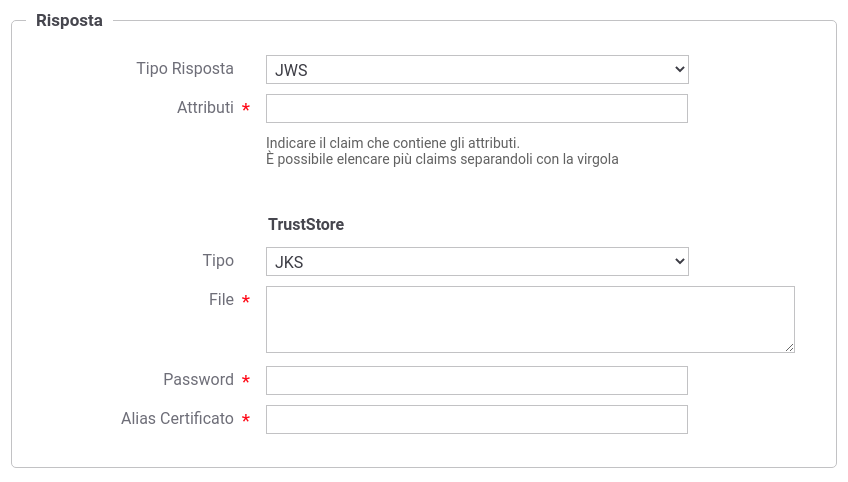 Risposta
Tipo Risposta JWS
Attributi *
Indicare il claim che contiene gli attributi.
È possibile elencare più claims separandoli con la virgola
TrustStore
Tipo JKS
File *
Password *
Alias Certificato *